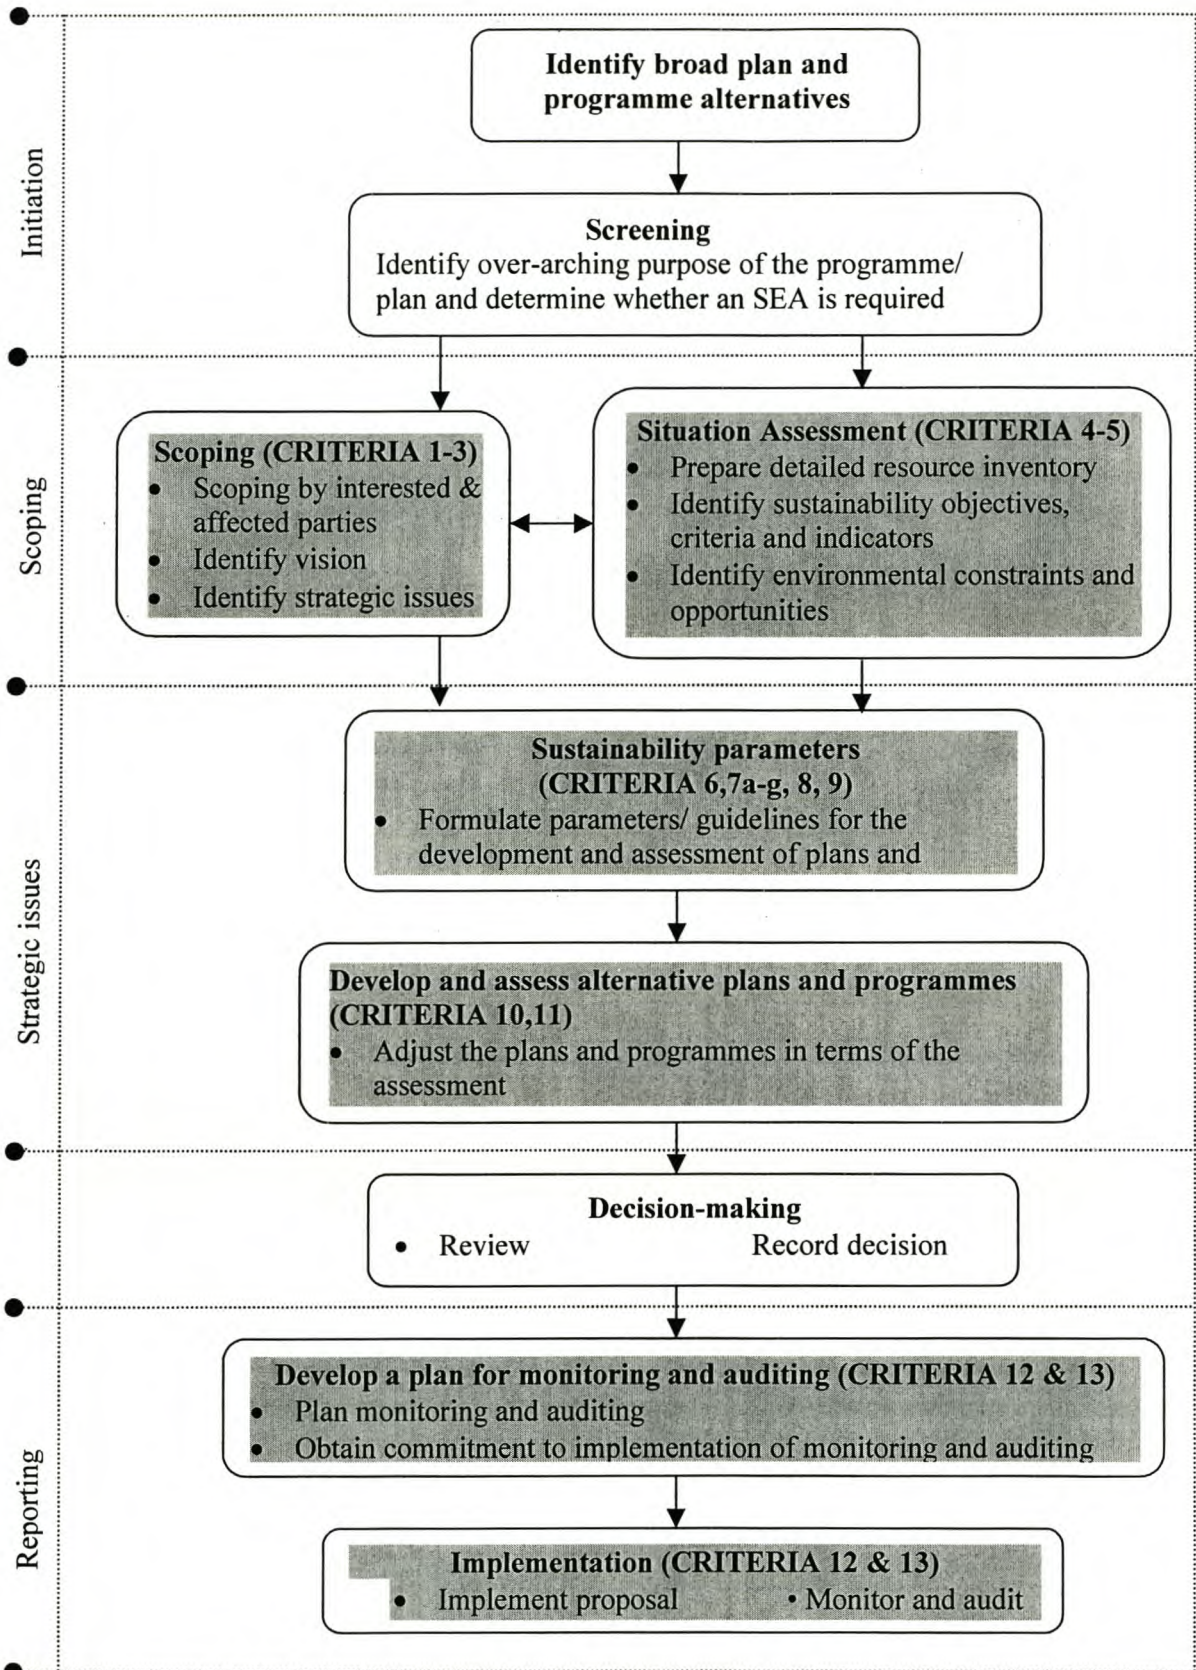 Initiation
Identify broad plan and
programme alternatives
Screening
Identify over-arching purpose of the programme/
plan and determine whether an SEA is required
Scoping
Scoping (CRITERIA 1-3)
• Scoping by interested &
affected parties
• Identify vision
• Identify strategic issues
Situation Assessment (CRITERIA 4-5)
• Prepare detailed resource inventory
• Identify sustainability objectives,
criteria and indicators
• Identify environmental constraints and
opportunities
Strategic issues
Sustainability parameters
(CRITERIA 6,7a-g, 8, 9)
• Formulate parameters/ guidelines for the
development and assessment of plans and
Develop and assess alternative plans and programmes
(CRITERIA 10,11)
• Adjust the plans and programmes in terms of the
assessment
Decision-making
• Review Record decision
Reporting
Develop a plan for monitoring and auditing (CRITERIA 12 & 13)
• Plan monitoring and auditing
• Obtain commitment to implementation of monitoring and auditing
Implementation (CRITERIA 12 & 13)
• Implement proposal • Monitor and audit